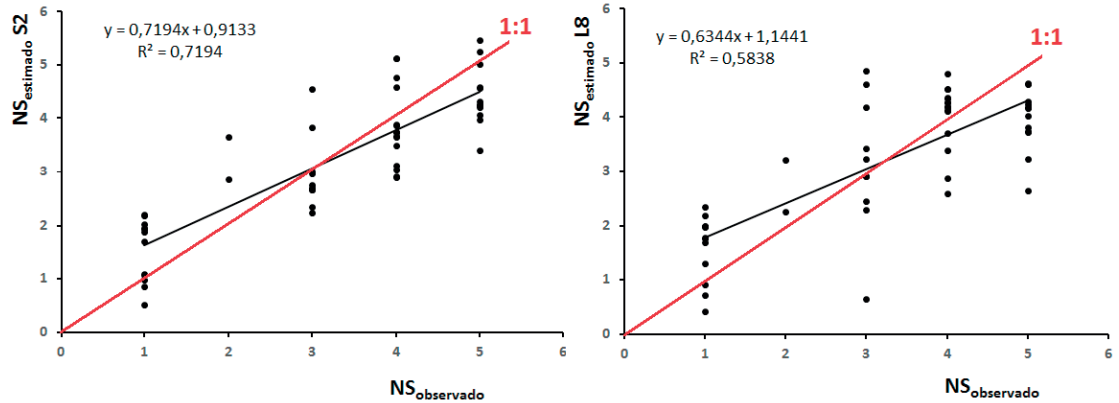 NSestimado S2
y = 0,7194x + 0,9133
R² = 0,7194
1:1
6
5
4
3
2
1
0
0 1 2 3 4 5 6
NSobservado
NSestimado L8
y = 0,6344x + 1,1441
R² = 0,5838
1:1
6
5
4
3
2
1
0
0 1 2 3 4 5 6
NSobservado